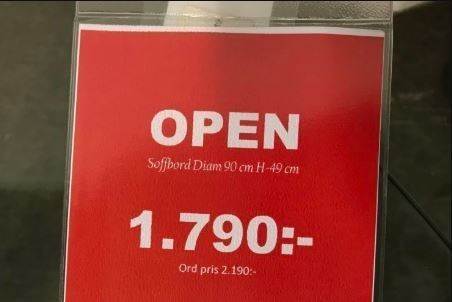 OPEN
Soffbord Diam 90 cm H-49 cm
1.790:-
Ord pris 2.190:-